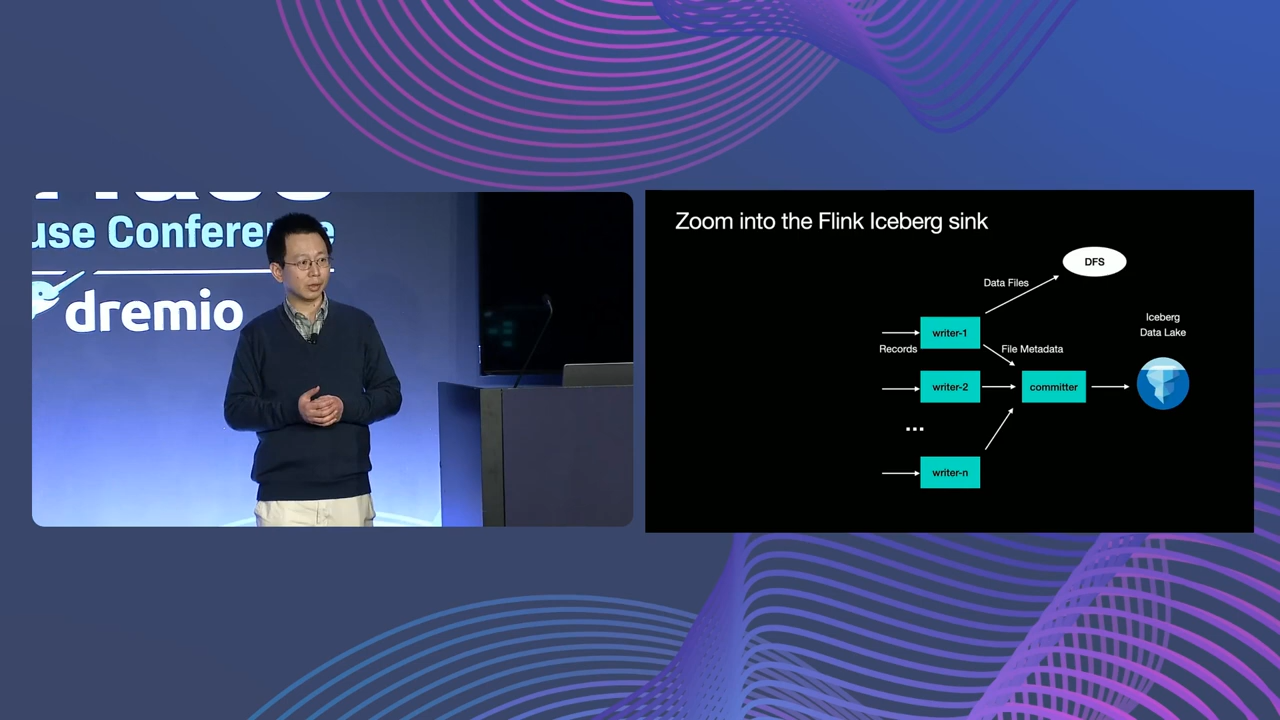 use Conference
dremio
Zoom into the Flink Iceberg sink
DFS
Data Files
Iceberg
Data Lake
writer-1
Records
File Metadata
writer-2
committer
...
writer-n